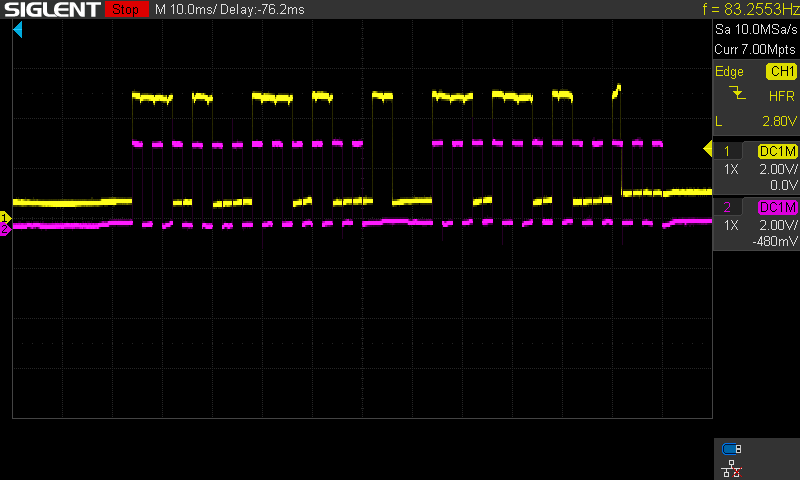 SIGLENT Stop M 10.0ms/ Delay:-76.2ms f = 83.2553Hz
Sa 10.0MSa/s
Curr 7.00Mpts
Edge CH1
HFR
L 2.80V
1 DC1M
1X 2.00V/
0.0V
2 DC1M
1X 2.00V/
-480mV
1
2